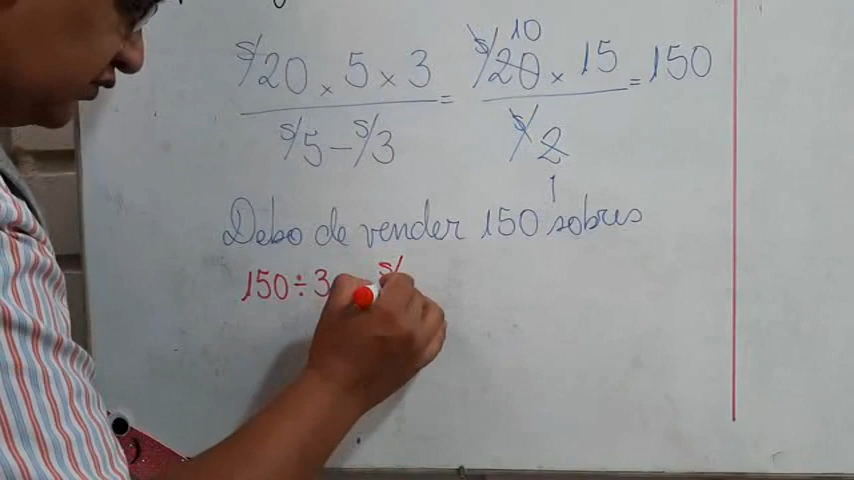 S/20 × 5 × 3 / S/5 – S/3 = S/20 10 × 15 / S/2 1 = 150
Debo de vender 150 sobres
150 ÷ 3 S/